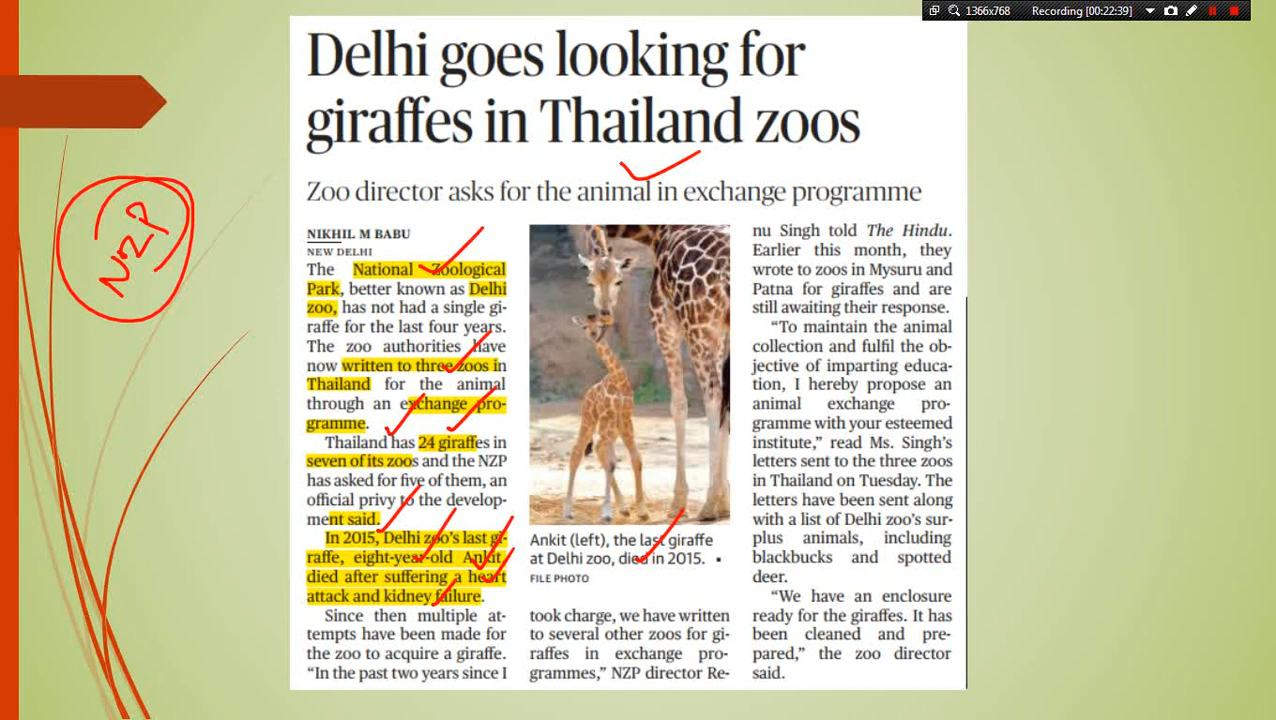 1366x768
Recording [00:22:39]
Delhi goes looking for
giraffes in Thailand zoos
Zoo director asks for the animal in exchange programme
NZP
NIKHIL M BABU
NEW DELHI
The National Zoological
Park, better known as Delhi
zoo, has not had a single gi-
raffe for the last four years.
The zoo authorities have
now written to three zoos in
Thailand for the animal
through an exchange pro-
gramme.
Thailand has 24 giraffes in
seven of its zoos and the NZP
has asked for five of them, an
official privy to the develop-
ment said.
In 2015, Delhi zoo's last gi-
raffe, eight-year-old Ankit,
died after suffering a heart
attack and kidney failure.
Since then multiple at-
tempts have been made for
the zoo to acquire a giraffe.
“In the past two years since I
Ankit (left), the last giraffe
at Delhi zoo, died in 2015. ▪
FILE PHOTO
took charge, we have written
to several other zoos for gi-
raffes in exchange pro-
grammes,” NZP director Re-
nu Singh told The Hindu.
Earlier this month, they
wrote to zoos in Mysuru and
Patna for giraffes and are
still awaiting their response.
“To maintain the animal
collection and fulfil the ob-
jective of imparting educa-
tion, I hereby propose an
animal exchange pro-
gramme with your esteemed
institute,” read Ms. Singh's
letters sent to the three zoos
in Thailand on Tuesday. The
letters have been sent along
with a list of Delhi zoo's sur-
plus animals, including
blackbucks and spotted
deer.
“We have an enclosure
ready for the giraffes. It has
been cleaned and pre-
pared,” the zoo director
said.